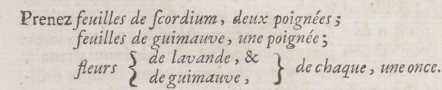 Prenez feuilles de ſcordium, deux poignées ;
feuilles de guimauve, une poignée ;
fleurs { de lavande, & } de chaque, une once.
de guimauve,